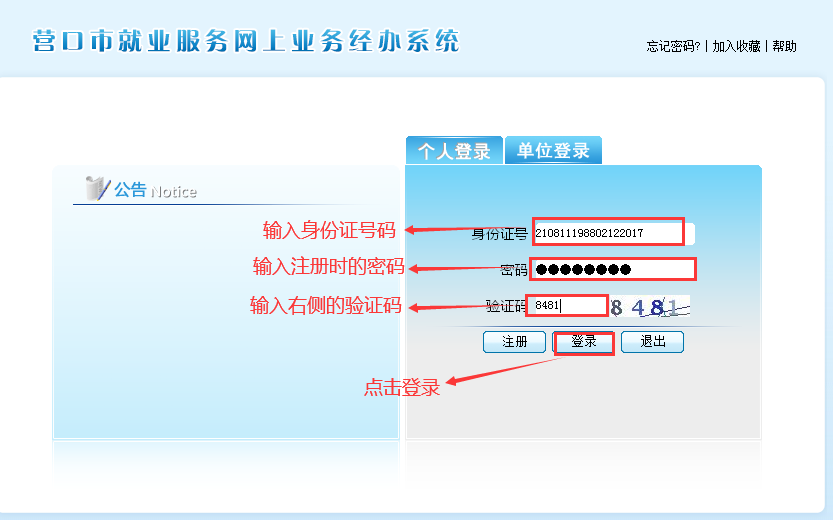 营口市就业服务网上业务经办系统
忘记密码? | 加入收藏 | 帮助
个人登录 单位登录
公告 Notice
输入身份证号码 身份证号 210811198802122017
输入注册时的密码 密码 ●●●●●●●●
输入右侧的验证码 验证码 8481 8481
注册 登录 退出
点击登录